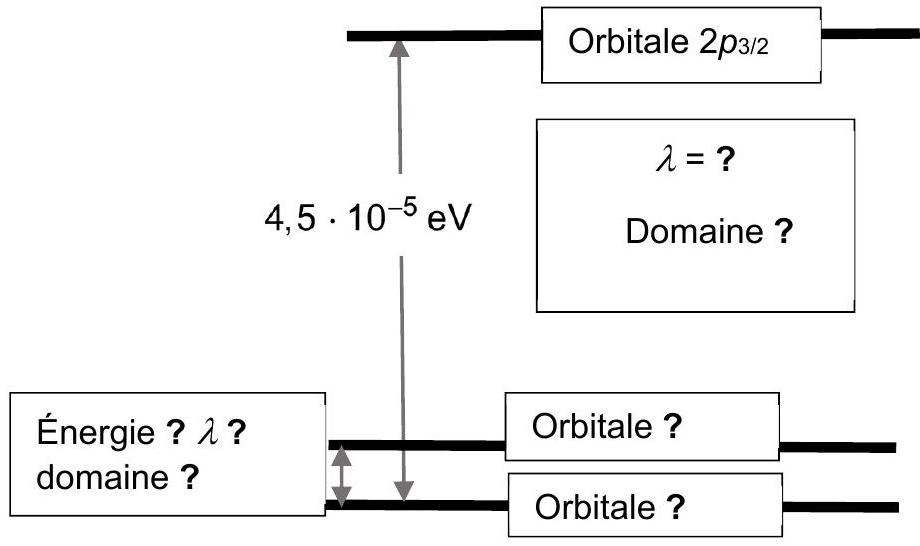 Orbitale 2p3/2
λ = ?
4,5 · 10⁻⁵ eV
Domaine ?
Énergie ? λ ?
domaine ?
Orbitale ?
Orbitale ?